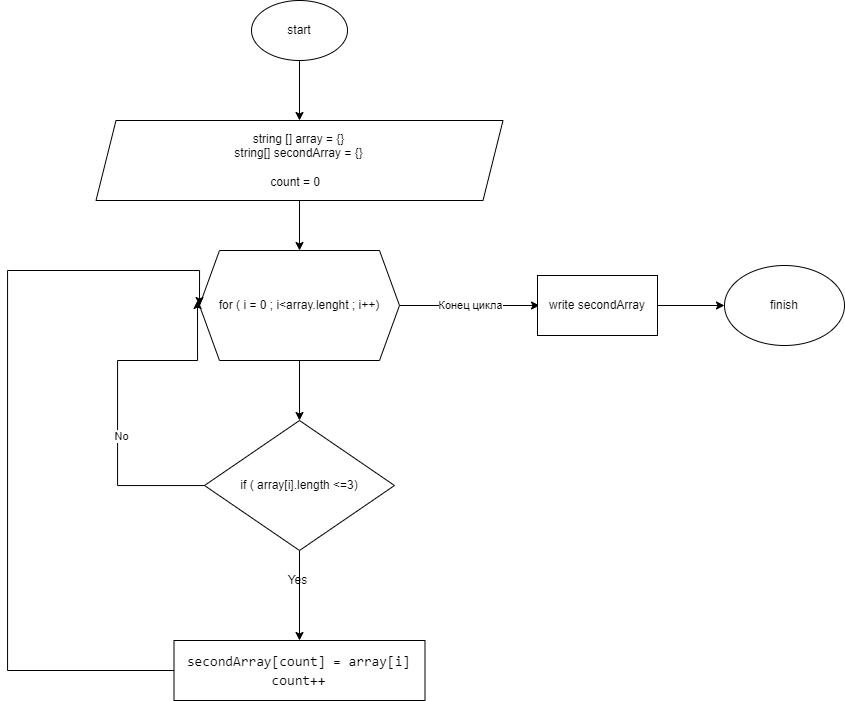 start
string [] array = {}
string[] secondArray = {}
count = 0
for ( i = 0 ; i<array.lenght ; i++)
Конец цикла
write secondArray
finish
No
if ( array[i].length <=3)
Yes
secondArray[count] = array[i]
count++